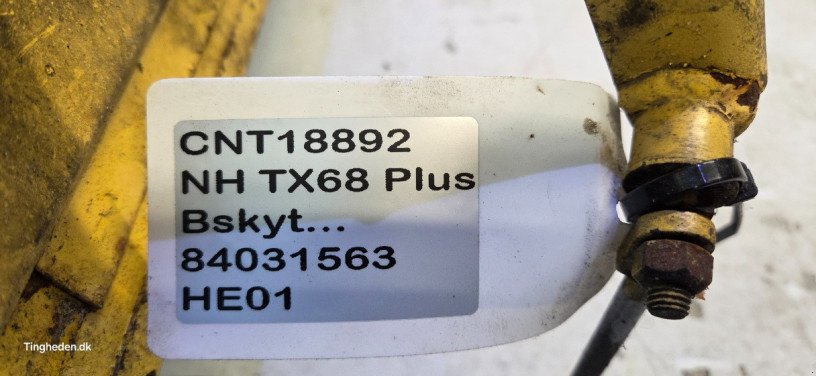 CNT18892
NH TX68 Plus
Bskyt...
84031563
HE01
Tingheden.dk